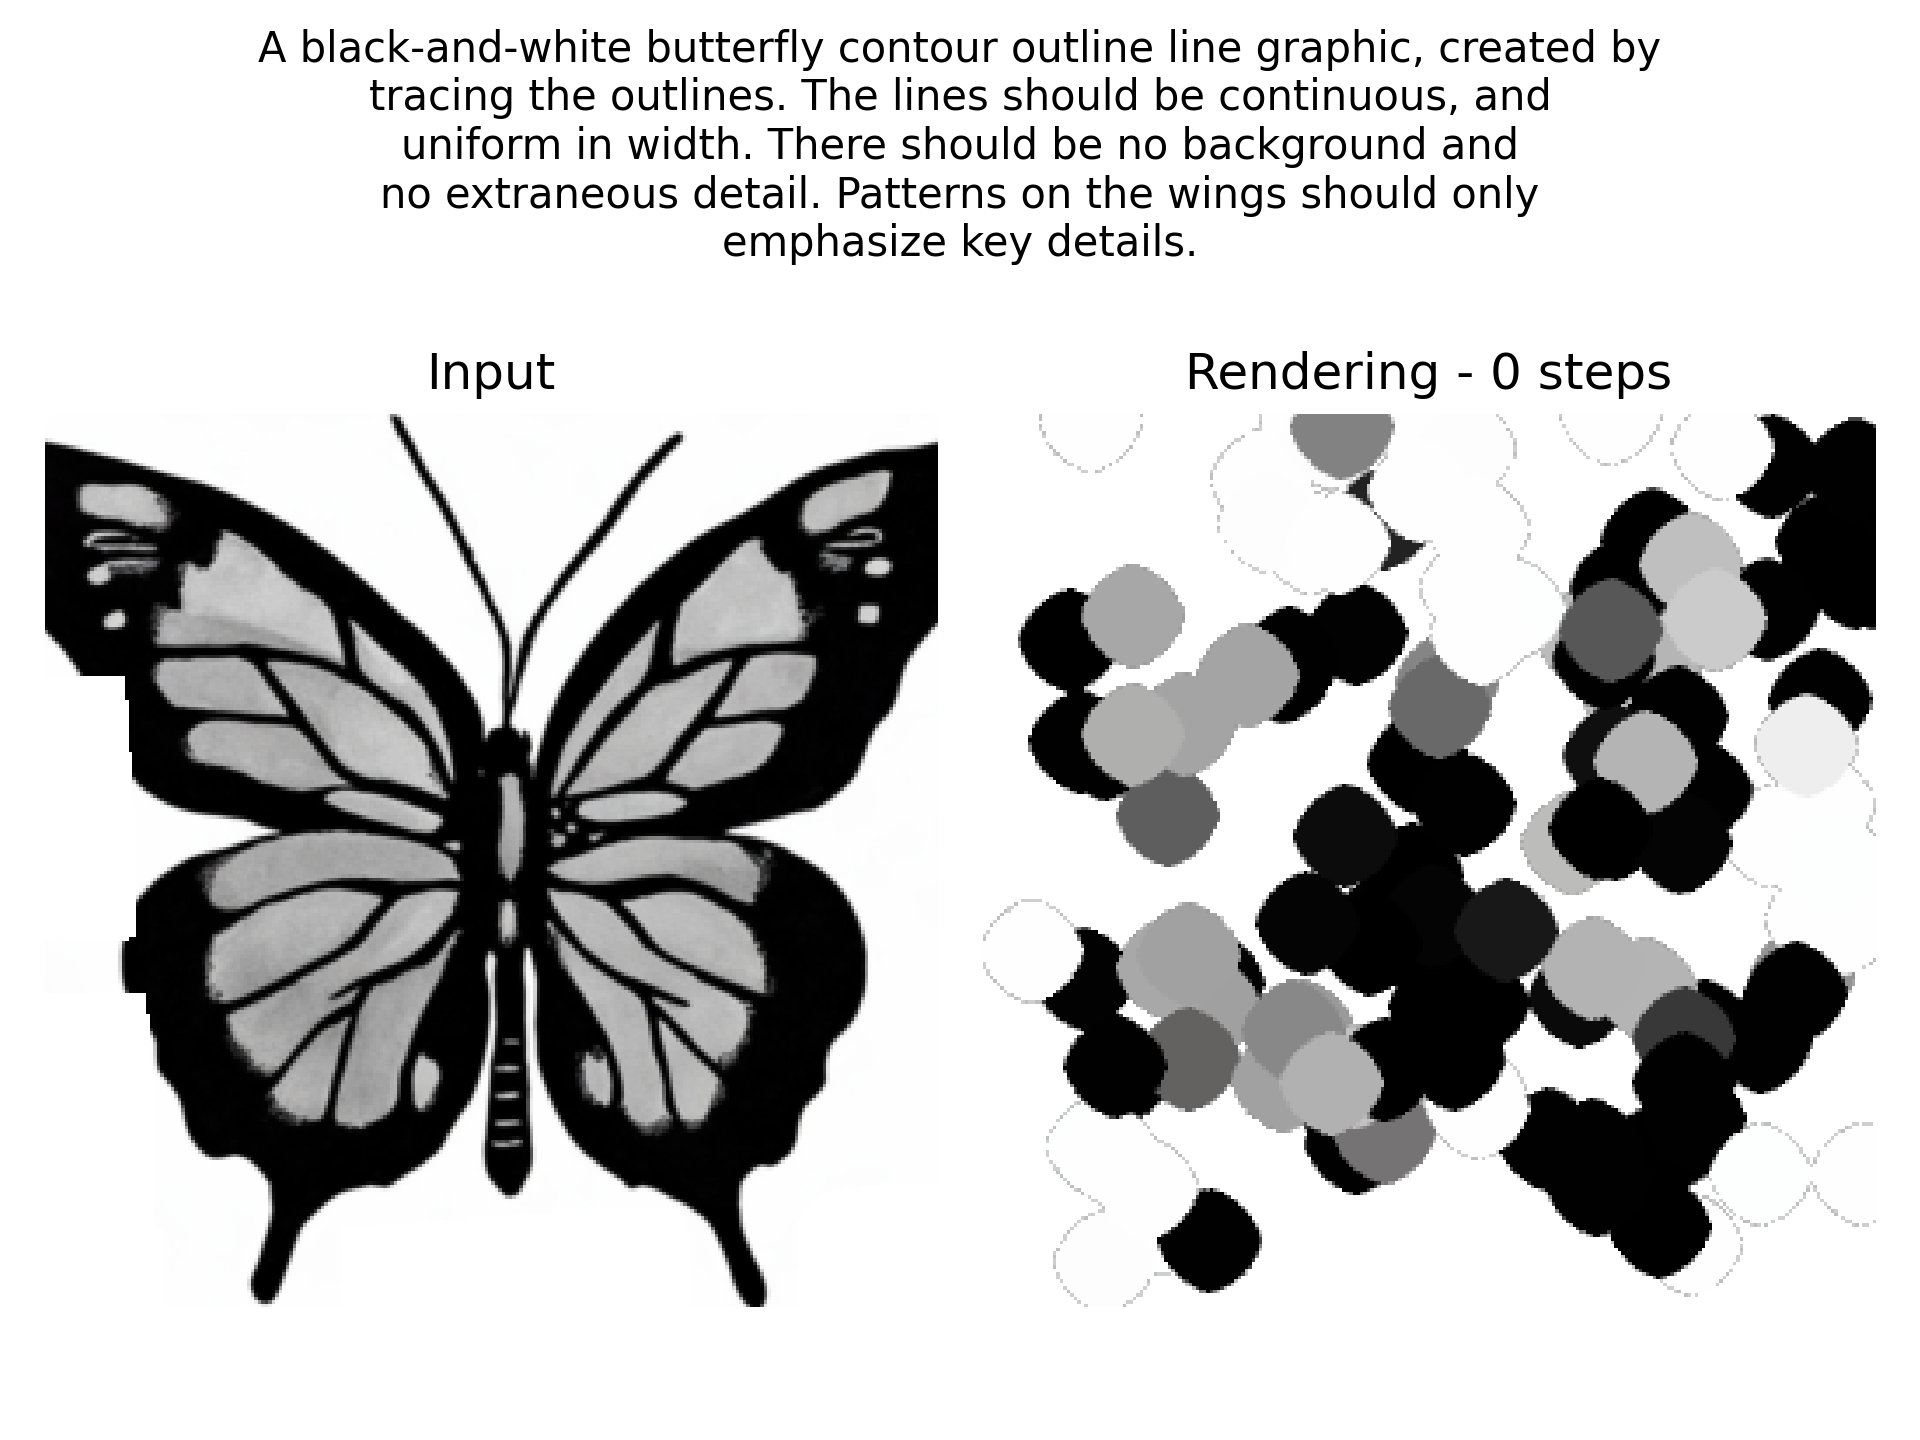 A black-and-white butterfly contour outline line graphic, created by
tracing the outlines. The lines should be continuous, and
uniform in width. There should be no background and
no extraneous detail. Patterns on the wings should only
emphasize key details.
Input
Rendering - 0 steps